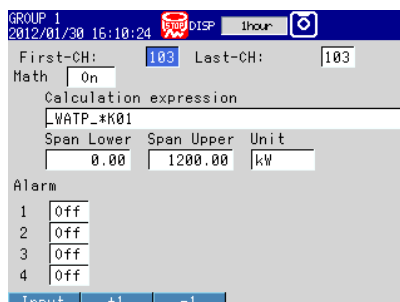 GROUP 1
2012/01/30 16:10:24 STOP DISP 1hour
First-CH: 103 Last-CH: 103
Math On
Calculation expression
_WATP_*K01
Span Lower Span Upper Unit
0.00 1200.00 kW
Alarm
1 Off
2 Off
3 Off
4 Off
Input +1 -1